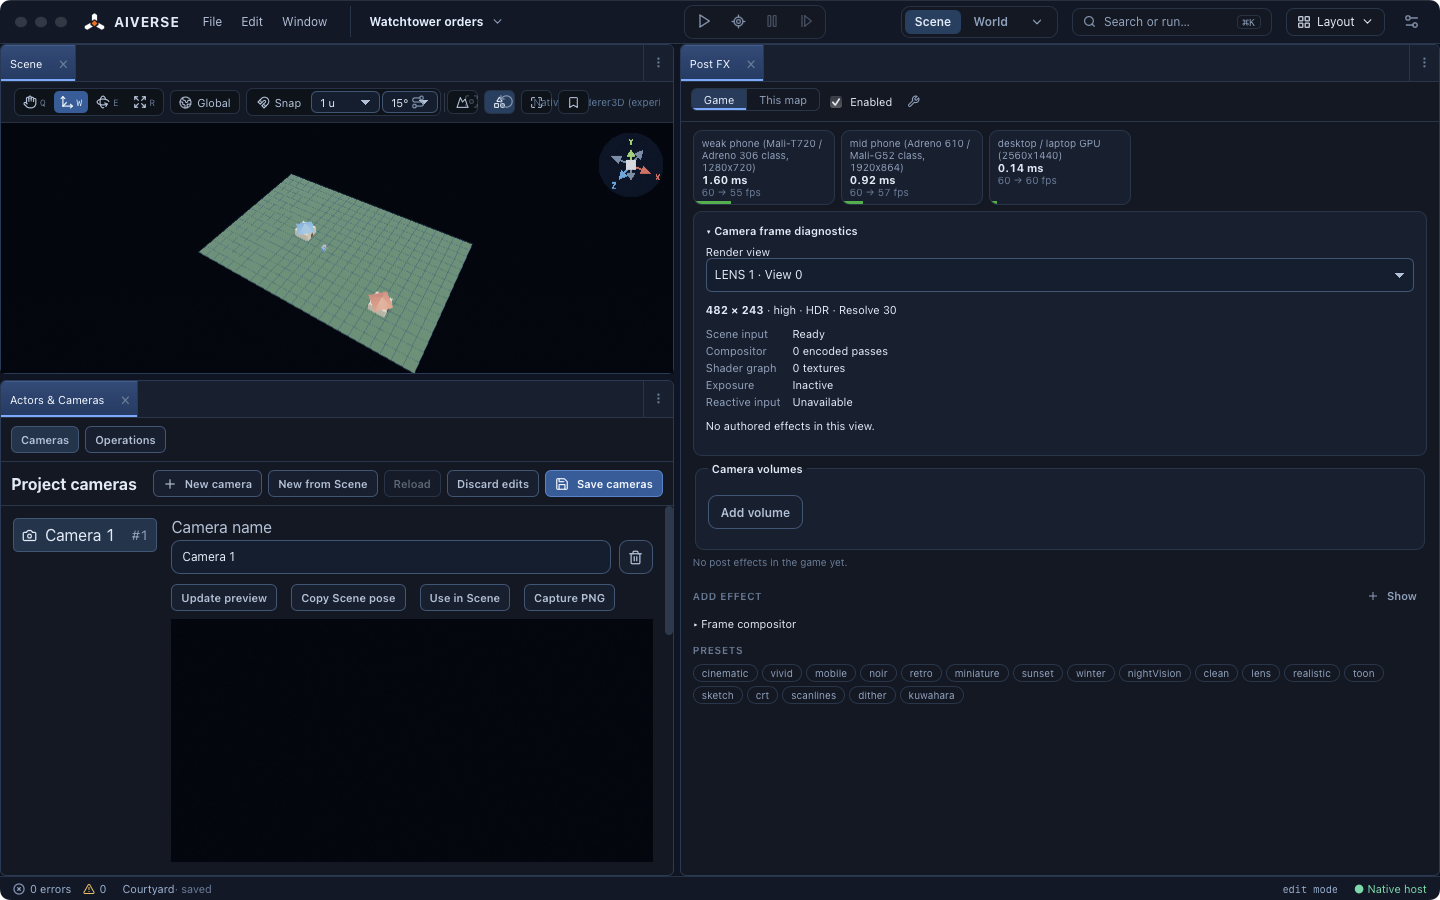 AIVERSE File Edit Window Watchtower orders
Scene World Search or run... ⌘K Layout
Scene
Q W E R Global Snap 1 u 15°
Y
X
Z
Actors & Cameras
Cameras Operations
Project cameras New camera New from Scene Reload Discard edits Save cameras
Camera 1 #1
Camera name
Camera 1
Update preview Copy Scene pose Use in Scene Capture PNG
Post FX
Game This map Enabled
weak phone (Mali-T720 /
Adreno 306 class,
1280x720)
1.60 ms
60 → 55 fps
mid phone (Adreno 610 /
Mali-G52 class,
1920x864)
0.92 ms
60 → 57 fps
desktop / laptop GPU
(2560x1440)
0.14 ms
60 → 60 fps
Camera frame diagnostics
Render view
LENS 1 · View 0
482 × 243 · high · HDR · Resolve 30
Scene input Ready
Compositor 0 encoded passes
Shader graph 0 textures
Exposure Inactive
Reactive input Unavailable
No authored effects in this view.
Camera volumes
Add volume
No post effects in the game yet.
ADD EFFECT + Show
Frame compositor
PRESETS
cinematic vivid mobile noir retro miniature sunset winter nightVision clean lens realistic toon
sketch crt scanlines dither kuwahara
0 errors 0 Courtyard · saved
edit mode Native host